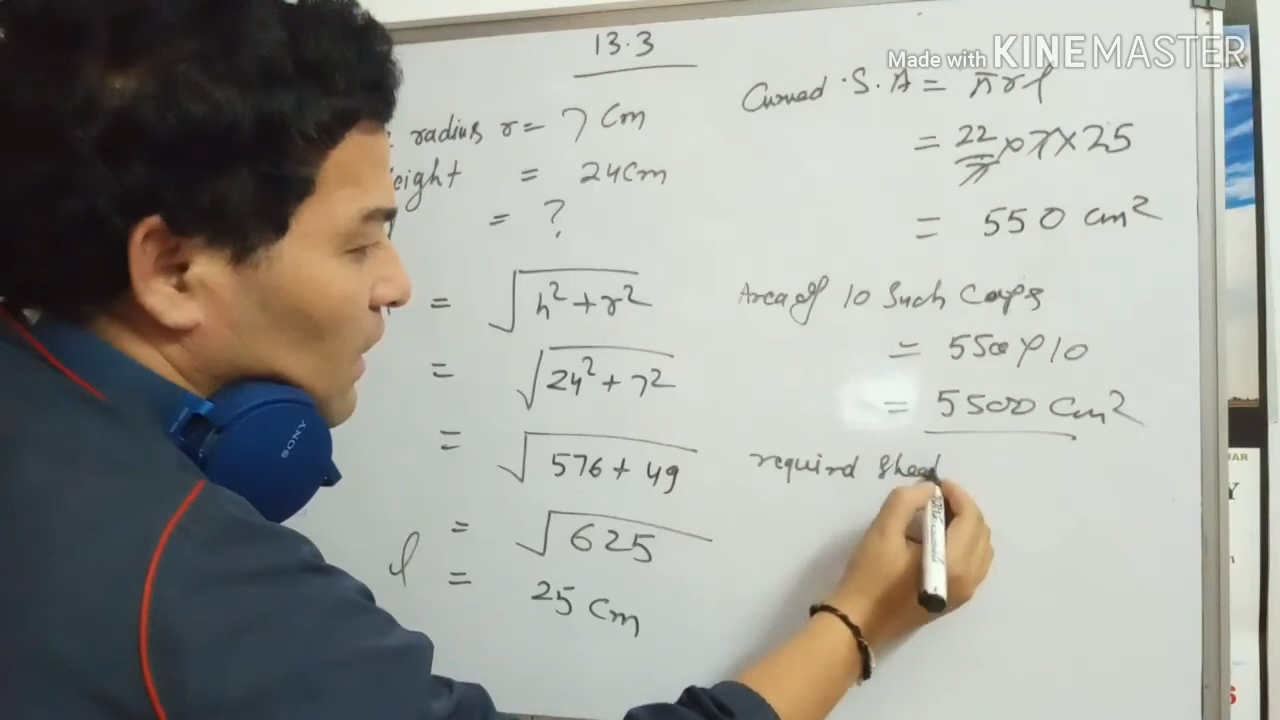 13.3
radius r = 7 Cm
eight = 24Cm
= ?
= √h²+r²
= √24²+7²
= √576+49
= √625
l = 25 Cm
Made with KINEMASTER
Curved S.A = πrl
= 22/7 × 7 × 25
= 550 cm²
Area of 10 Such Caps
= 550 × 10
= 5500 Cm²
required Sheet
SONY